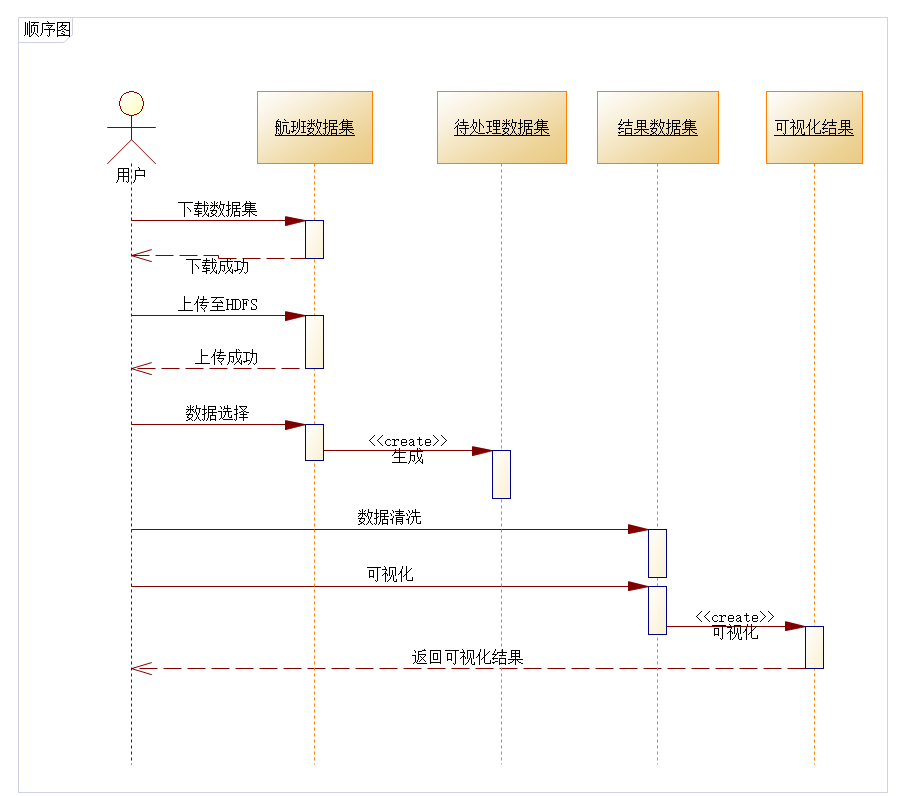 顺序图
航班数据集
待处理数据集
结果数据集
可视化结果
用户
下载数据集
下载成功
上传至HDFS
上传成功
数据选择
<<create>>
生成
数据清洗
可视化
<<create>>
可视化
返回可视化结果